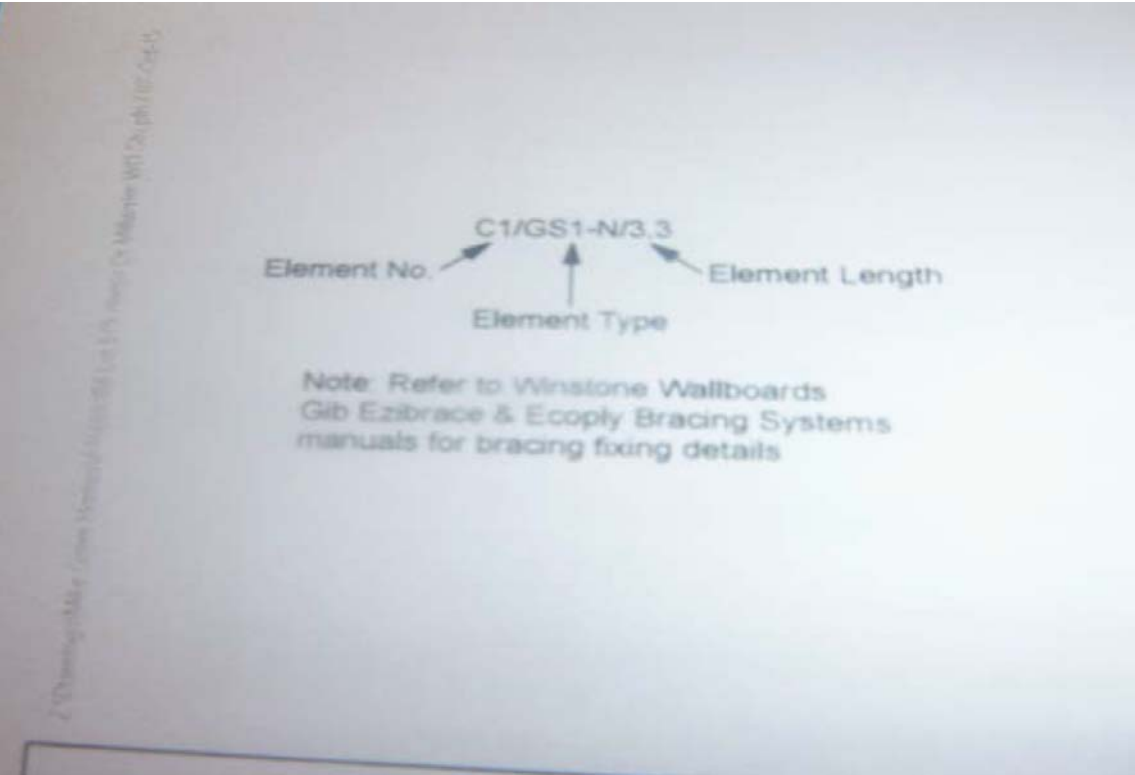 C1/GS1-N/3.3
Element No.
Element Length
Element Type
Note: Refer to Winstone Wallboards
Gib Ezibrace & Ecoply Bracing Systems
manuals for bracing fixing details